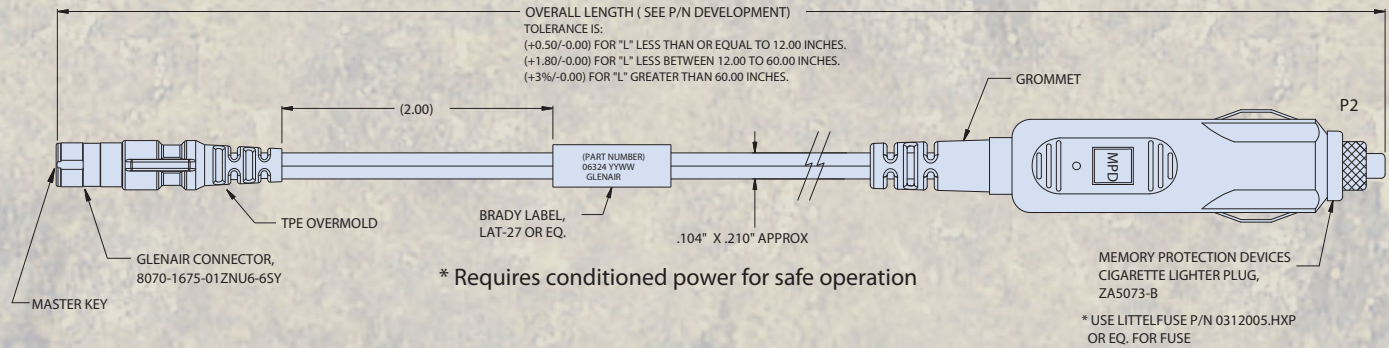 OVERALL LENGTH ( SEE P/N DEVELOPMENT)
TOLERANCE IS:
(+0.50/-0.00) FOR "L" LESS THAN OR EQUAL TO 12.00 INCHES.
(+1.80/-0.00) FOR "L" LESS BETWEEN 12.00 TO 60.00 INCHES.
(+3%/-0.00) FOR "L" GREATER THAN 60.00 INCHES.
GROMMET
(2.00)
P2
(PART NUMBER)
06324 YYWW
GLENAIR
MPD
TPE OVERMOLD
BRADY LABEL,
LAT-27 OR EQ.
.104" X .210" APPROX
GLENAIR CONNECTOR,
8070-1675-01ZNU6-6SY
MASTER KEY
* Requires conditioned power for safe operation
MEMORY PROTECTION DEVICES
CIGARETTE LIGHTER PLUG,
ZA5073-B
* USE LITTELFUSE P/N 0312005.HXP
OR EQ. FOR FUSE